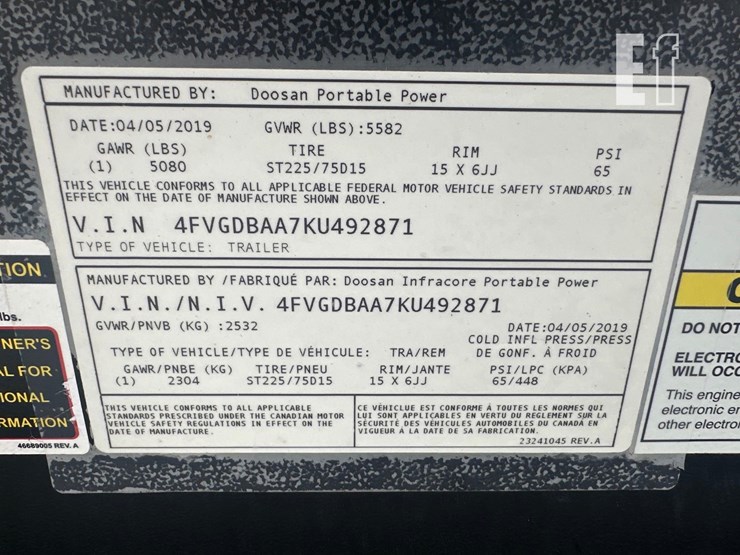 Ef
MANUFACTURED BY: Doosan Portable Power
DATE:04/05/2019 GVWR (LBS):5582
GAWR (LBS) TIRE RIM PSI
(1) 5080 ST225/75D15 15 X 6JJ 65
THIS VEHICLE CONFORMS TO ALL APPLICABLE FEDERAL MOTOR VEHICLE SAFETY STANDARDS IN
EFFECT ON THE DATE OF MANUFACTURE SHOWN ABOVE.
V.I.N 4FVGDBAA7KU492871
TYPE OF VEHICLE: TRAILER
MANUFACTURED BY /FABRIQUÉ PAR: Doosan Infracore Portable Power
V.I.N./N.I.V. 4FVGDBAA7KU492871
GVWR/PNVB (KG) :2532 DATE:04/05/2019
COLD INFL PRESS/PRESS
TYPE OF VEHICLE/TYPE DE VÉHICULE: TRA/REM DE GONF. À FROID
GAWR/PNBE (KG) TIRE/PNEU RIM/JANTE PSI/LPC (KPA)
(1) 2304 ST225/75D15 15 X 6JJ 65/448
THIS VEHICLE CONFORMS TO ALL APPLICABLE
STANDARDS PRESCRIBED UNDER THE CANADIAN MOTOR
VEHICLE SAFETY REGULATIONS IN EFFECT ON THE
DATE OF MANUFACTURE.
CE VÉHICLUE EST CONFORME À TOUTES LES NORMES QUI
LUI SONT APPLICABLES EN VERTU DU REGLEMENT SUR LA
SÉCURITÉ DES VÉHICULES AUTOMOBILES DU CANADA EN
VIGUEUR À LA DATE DE SA FABRICATION.
23241045 REV.A
TION
lbs.
NER'S
AL FOR
IONAL
RMATION
46689005 REV. A
DO NOT
ELECTRO
WILL OCC
This engine
electronic en
other electron